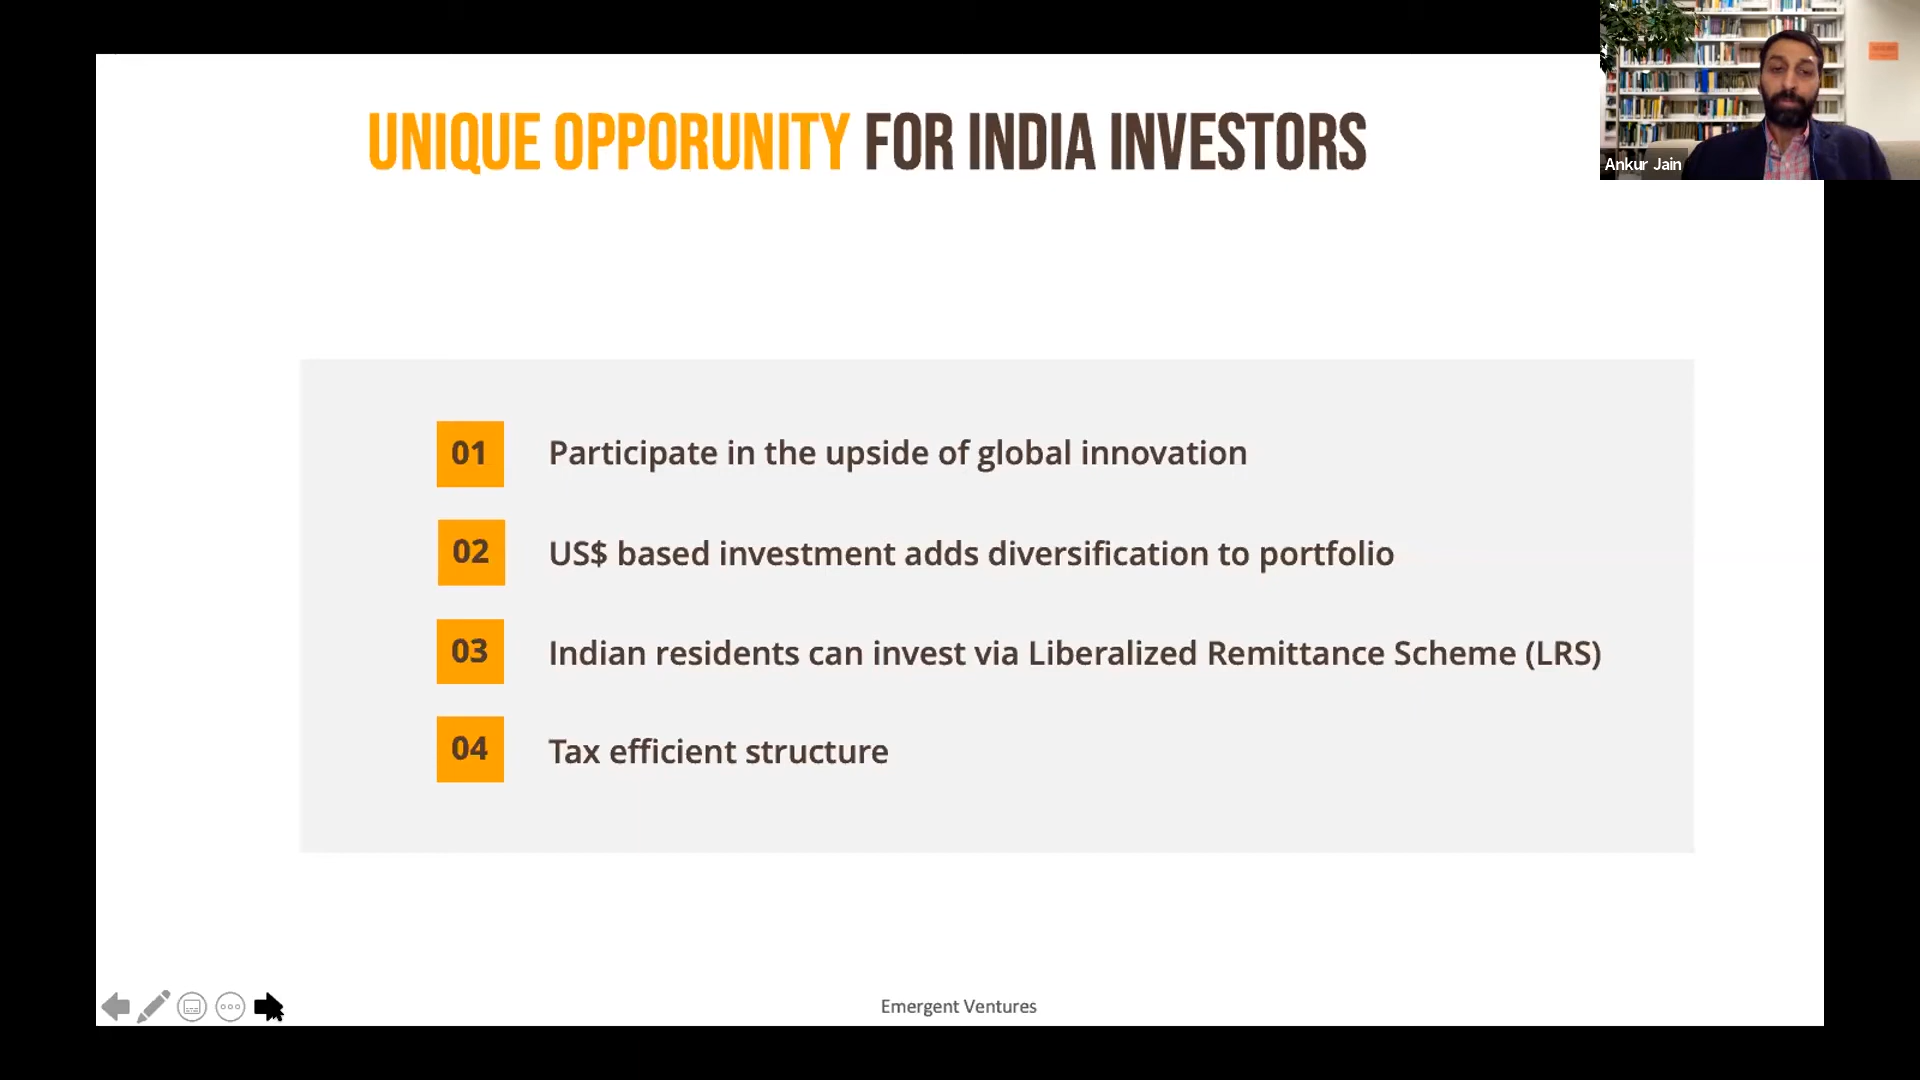 UNIQUE OPPORUNITY FOR INDIA INVESTORS
Ankur Jain
01 Participate in the upside of global innovation
02 US$ based investment adds diversification to portfolio
03 Indian residents can invest via Liberalized Remittance Scheme (LRS)
04 Tax efficient structure
Emergent Ventures